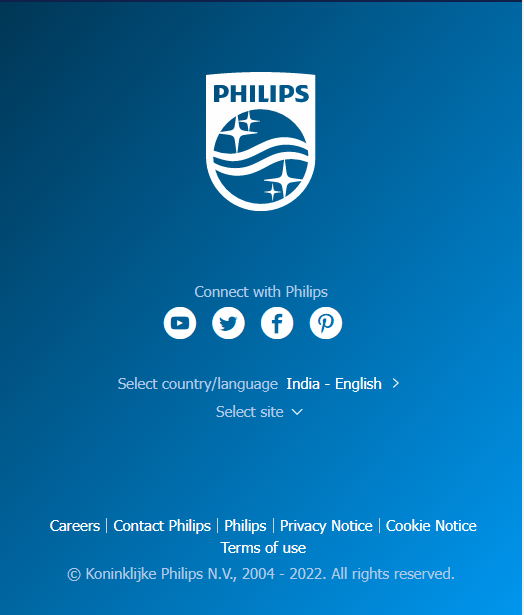 PHILIPS
Connect with Philips
Select country/language India - English
Select site
Careers | Contact Philips | Philips | Privacy Notice | Cookie Notice
Terms of use
© Koninklijke Philips N.V., 2004 - 2022. All rights reserved.